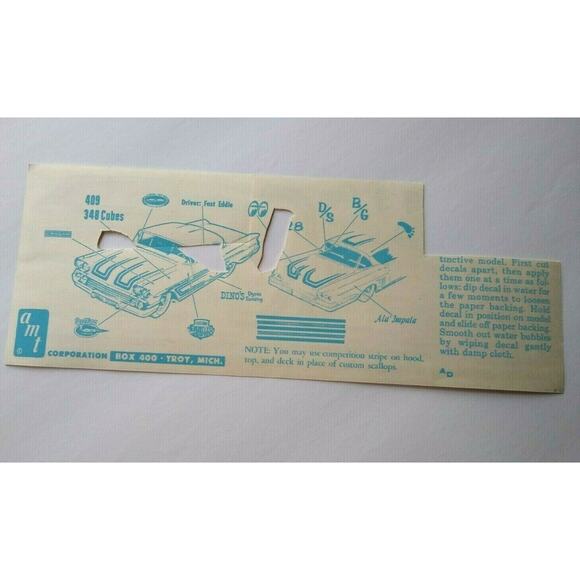 409
348 Cubes
Driver: Fast Eddie
D/S
B/G
28
DINO'S
Ala' Impala
amt
©
CORPORATION BOX 400 · TROY, MICH.
NOTE: You may use competition stripe on hood,
top, and deck in place of custom scallops.
tinctive model. First cut
decals apart, then apply
them one at a time as fol-
lows: dip decal in water for
a few moments to loosen
the paper backing. Hold
decal in position on model
and slide off paper backing.
Smooth out water bubbles
by wiping decal gently
with damp cloth.
AD